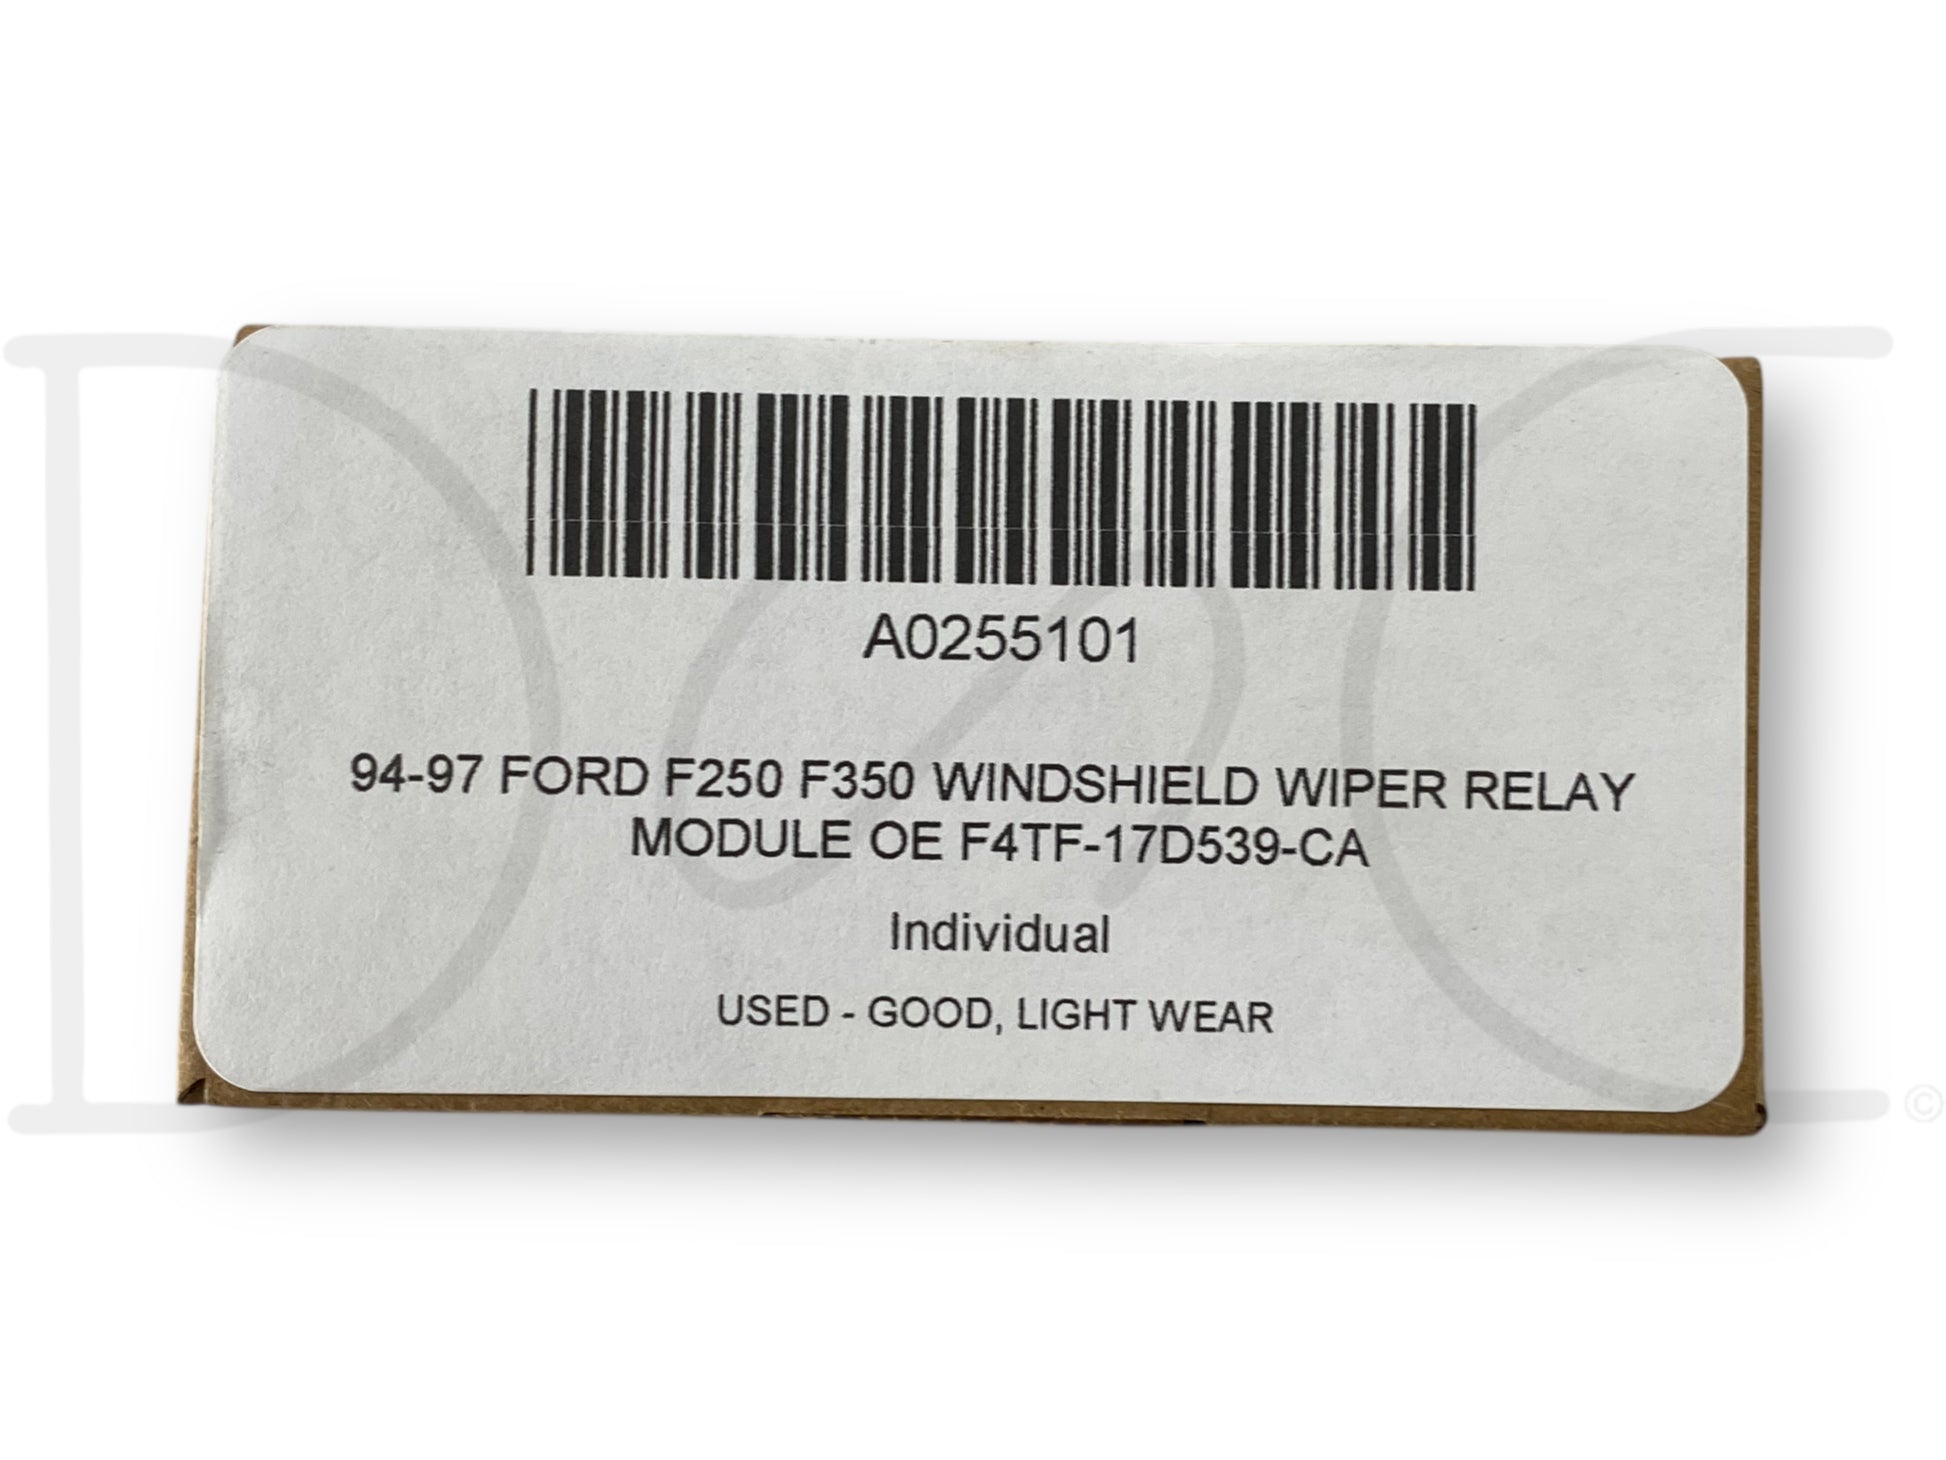 A0255101
94-97 FORD F250 F350 WINDSHIELD WIPER RELAY
MODULE OE F4TF-17D539-CA
Individual
USED - GOOD, LIGHT WEAR
©